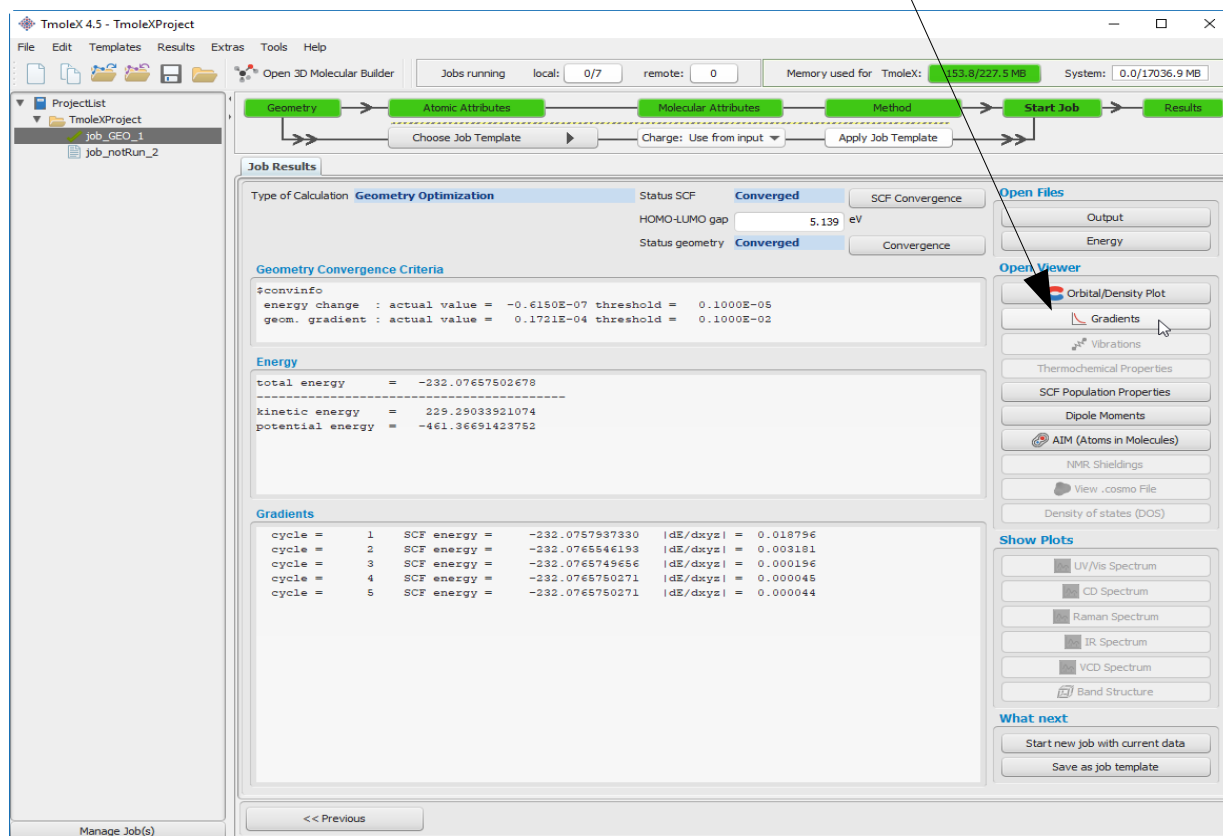 TmoleX 4.5 - TmoleXProject
File Edit Templates Results Extras Tools Help
Open 3D Molecular Builder Jobs running local: 0/7 remote: 0 Memory used for TmoleX: 153.8/227.5 MB System: 0.0/17036.9 MB
ProjectList
TmoleXProject
job_GEO_1
job_notRun_2
Manage Job(s)
Geometry Atomic Attributes Molecular Attributes Method Start Job Results
Choose Job Template Charge: Use from input Apply Job Template
Job Results
Type of Calculation Geometry Optimization Status SCF Converged SCF Convergence
HOMO-LUMO gap 5.139 eV
Status geometry Converged Convergence
Geometry Convergence Criteria
$convinfo
energy change : actual value = -0.6150E-07 threshold = 0.1000E-05
geom. gradient : actual value = 0.1721E-04 threshold = 0.1000E-02
Energy
total energy = -232.07657502678
------------------------------------------
kinetic energy = 229.29033921074
potential energy = -461.36691423752
Gradients
cycle = 1 SCF energy = -232.0757937330 |dE/dxyz| = 0.018796
cycle = 2 SCF energy = -232.0765546193 |dE/dxyz| = 0.003181
cycle = 3 SCF energy = -232.0765749656 |dE/dxyz| = 0.000196
cycle = 4 SCF energy = -232.0765750271 |dE/dxyz| = 0.000045
cycle = 5 SCF energy = -232.0765750271 |dE/dxyz| = 0.000044
<< Previous
Open Files
Output
Energy
Open Viewer
Orbital/Density Plot
Gradients
Vibrations
Thermochemical Properties
SCF Population Properties
Dipole Moments
AIM (Atoms in Molecules)
NMR Shieldings
View .cosmo File
Density of states (DOS)
Show Plots
UV/Vis Spectrum
CD Spectrum
Raman Spectrum
IR Spectrum
VCD Spectrum
Band Structure
What next
Start new job with current data
Save as job template